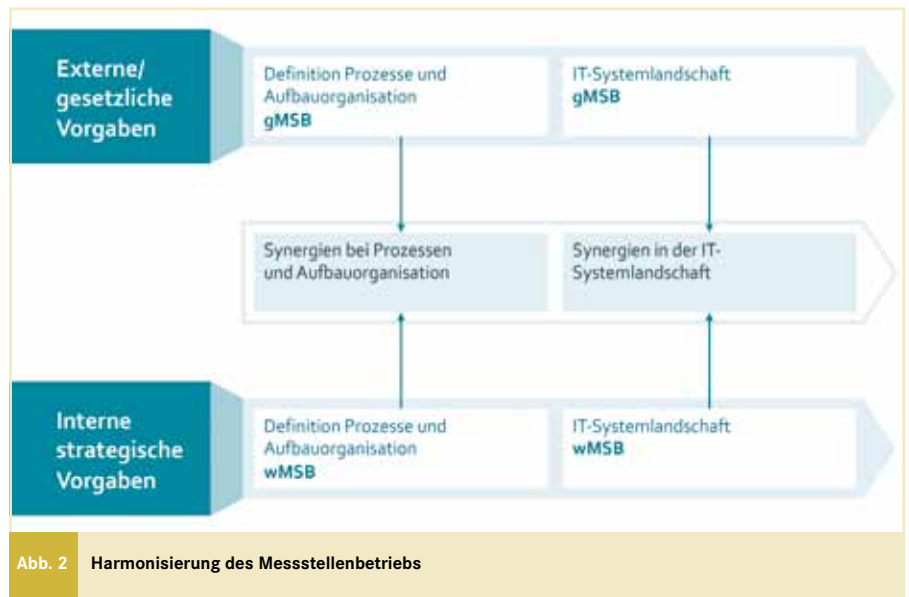 Externe/
gesetzliche
Vorgaben
Definition Prozesse und
Aufbauorganisation
gMSB
IT-Systemlandschaft
gMSB
Synergien bei Prozessen
und Aufbauorganisation
Synergien in der IT-
Systemlandschaft
Interne
strategische
Vorgaben
Definition Prozesse und
Aufbauorganisation
wMSB
IT-Systemlandschaft
wMSB
Abb. 2 Harmonisierung des Messstellenbetriebs